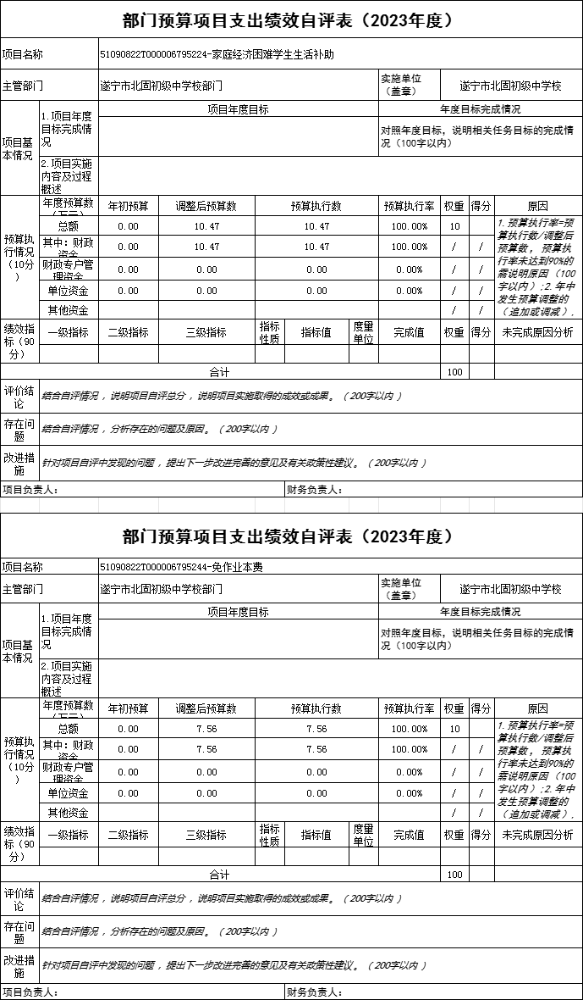 部门预算项目支出绩效自评表（2023年度）
项目名称 51090822T000006795224-家庭经济困难学生生活补助
主管部门 遂宁市北固初级中学校部门 实施单位（盖章） 遂宁市北固初级中学校
项目基本情况
1.项目年度目标完成情况
项目年度目标 年度目标完成情况
对照年度目标，说明相关任务目标的完成情况（100字以内）
2.项目实施内容及过程概述
预算执行情况（10分）
年度预算数 年初预算 调整后预算数 预算执行数 预算执行率 权重 得分 原因
总额 0.00 10.47 10.47 100.00% 10
其中：财政资金 0.00 10.47 10.47 100.00% / /
财政专户管理资金 0.00 0.00 0.00 0.00% / /
单位资金 0.00 0.00 0.00 0.00% / /
其他资金 / /
1.预算执行率=预算执行数/调整后预算数，预算执行率未达到90%的需说明原因（100字以内）;2.年中发生预算调整的（追加或调减），
绩效指标（90分）
一级指标 二级指标 三级指标 指标性质 指标值 度量单位 完成值 权重 得分 未完成原因分析
合计 100
评价结论 结合自评情况，说明项目自评总分，说明项目实施取得的成效或成果。（200字以内）
存在问题 结合自评情况，分析存在的问题及原因。（200字以内）
改进措施 针对项目自评中发现的问题，提出下一步改进完善的意见及有关政策性建议。（200字以内）
项目负责人： 财务负责人：
部门预算项目支出绩效自评表（2023年度）
项目名称 51090822T000006795244-免作业本费
主管部门 遂宁市北固初级中学校部门 实施单位（盖章） 遂宁市北固初级中学校
项目基本情况
1.项目年度目标完成情况
项目年度目标 年度目标完成情况
对照年度目标，说明相关任务目标的完成情况（100字以内）
2.项目实施内容及过程概述
预算执行情况（10分）
年度预算数 年初预算 调整后预算数 预算执行数 预算执行率 权重 得分 原因
总额 0.00 7.56 7.56 100.00% 10
其中：财政资金 0.00 7.56 7.56 100.00% / /
财政专户管理资金 0.00 0.00 0.00 0.00% / /
单位资金 0.00 0.00 0.00 0.00% / /
其他资金 / /
1.预算执行率=预算执行数/调整后预算数，预算执行率未达到90%的需说明原因（100字以内）;2.年中发生预算调整的（追加或调减），
绩效指标（90分）
一级指标 二级指标 三级指标 指标性质 指标值 度量单位 完成值 权重 得分 未完成原因分析
合计 100
评价结论 结合自评情况，说明项目自评总分，说明项目实施取得的成效或成果。（200字以内）
存在问题 结合自评情况，分析存在的问题及原因。（200字以内）
改进措施 针对项目自评中发现的问题，提出下一步改进完善的意见及有关政策性建议。（200字以内）
项目负责人： 财务负责人：